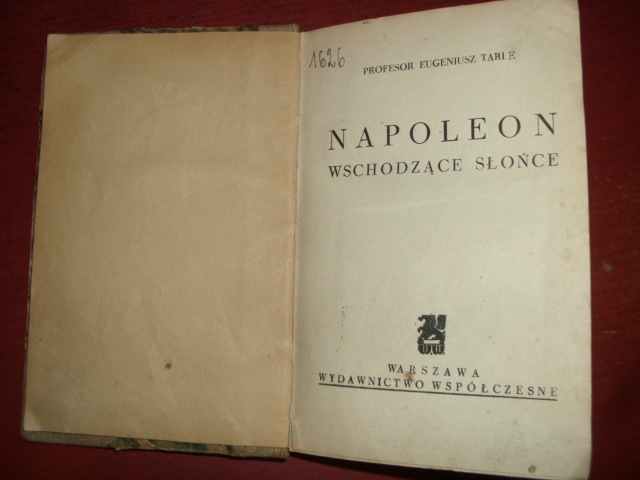 1626
PROFESOR EUGENIUSZ TARLE
NAPOLEON
WSCHODZĄCE SŁOŃCE
WARSZAWA
WYDAWNICTWO WSPÓŁCZESNE